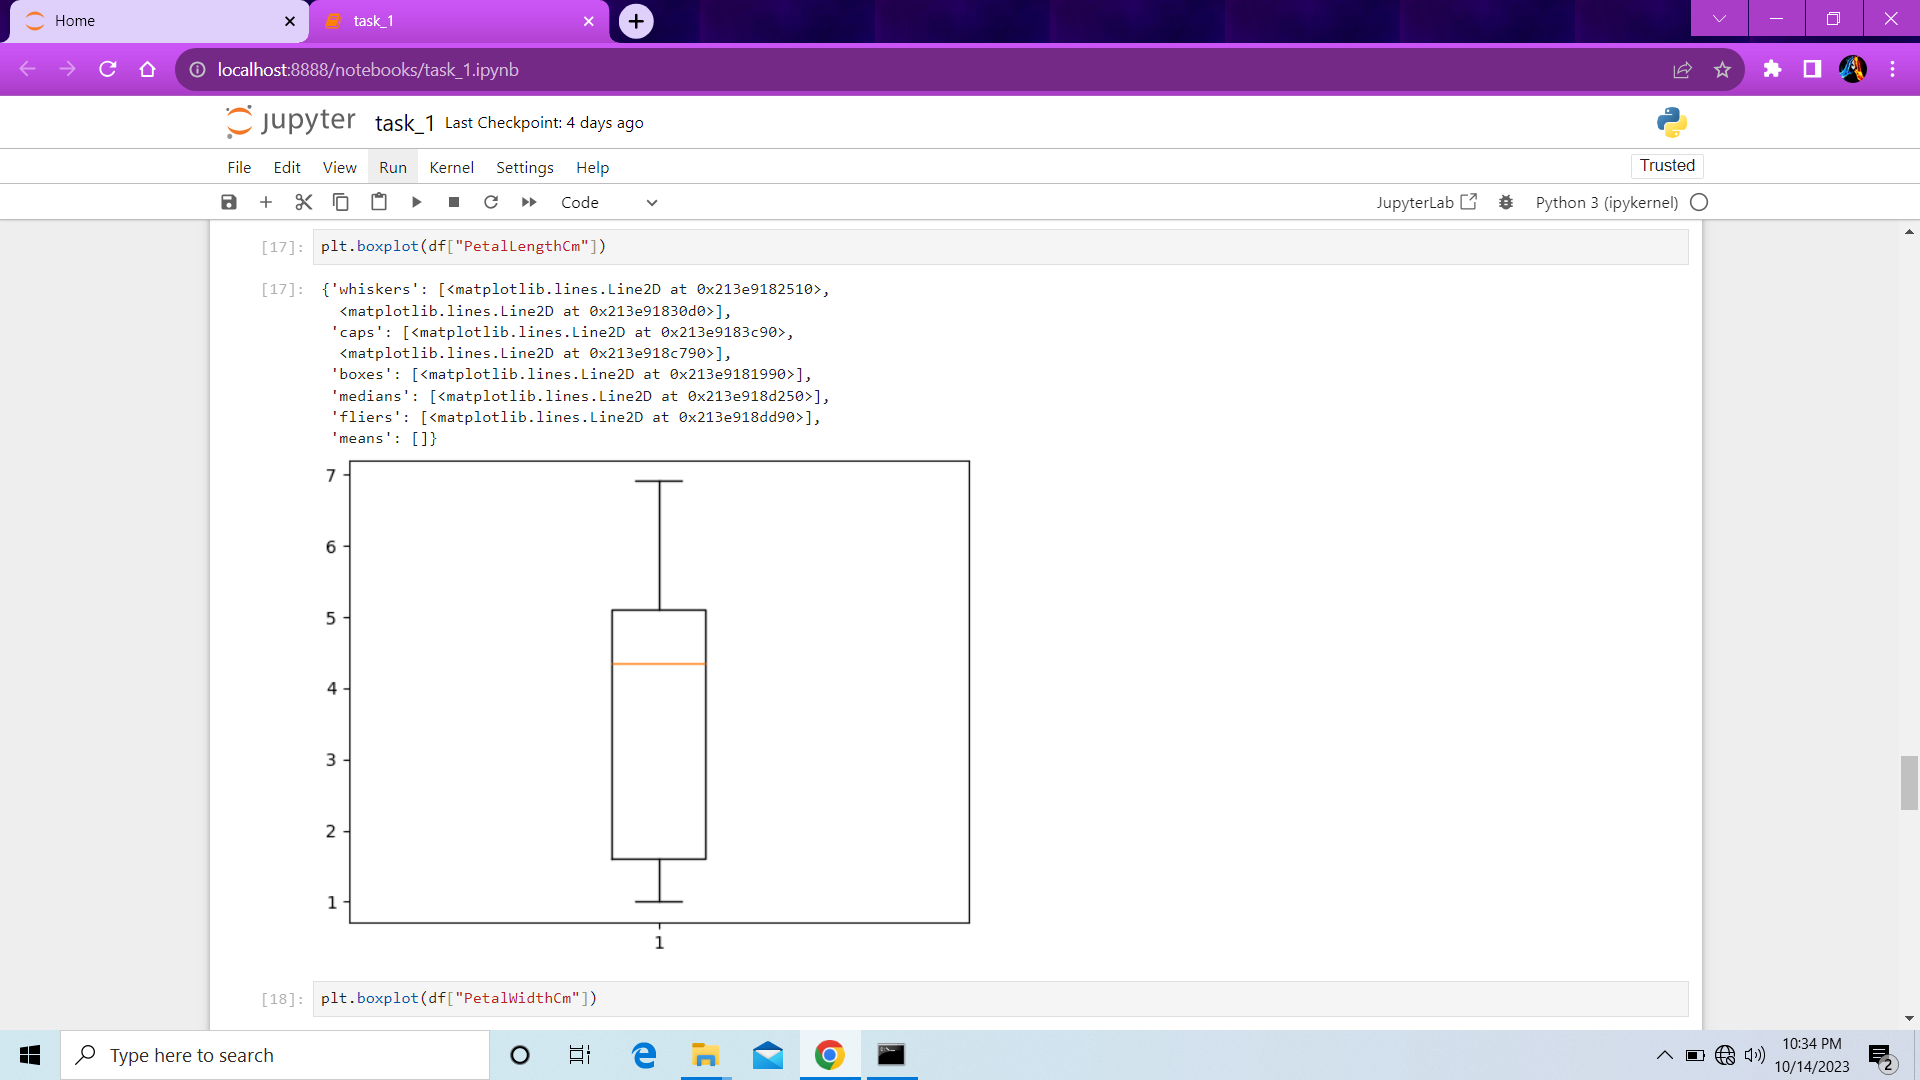 Home
task_1
localhost:8888/notebooks/task_1.ipynb
jupyter task_1 Last Checkpoint: 4 days ago
File Edit View Run Kernel Settings Help Trusted
Code JupyterLab Python 3 (ipykernel)
[17]: plt.boxplot(df["PetalLengthCm"])
[17]: {'whiskers': [<matplotlib.lines.Line2D at 0x213e9182510>,
<matplotlib.lines.Line2D at 0x213e91830d0>],
'caps': [<matplotlib.lines.Line2D at 0x213e9183c90>,
<matplotlib.lines.Line2D at 0x213e918c790>],
'boxes': [<matplotlib.lines.Line2D at 0x213e9181990>],
'medians': [<matplotlib.lines.Line2D at 0x213e918d250>],
'fliers': [<matplotlib.lines.Line2D at 0x213e918dd90>],
'means': []}
7
6
5
4
3
2
1
1
[18]: plt.boxplot(df["PetalWidthCm"])
Type here to search
10:34 PM
10/14/2023
2